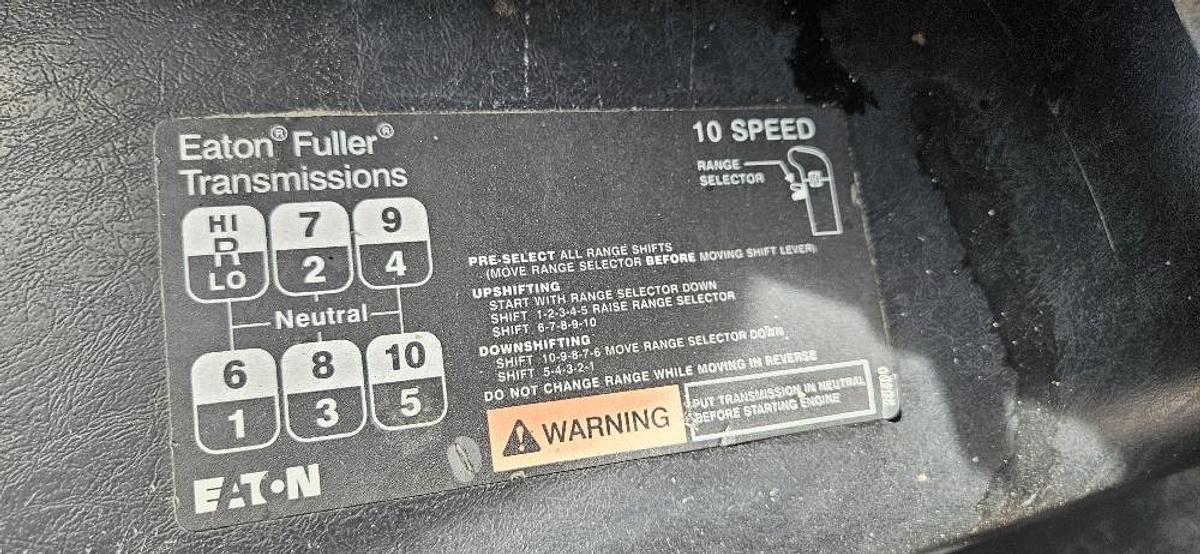 Eaton® Fuller®
Transmissions
10 SPEED
RANGE
SELECTOR
HI 7 9
R
LO 2 4
Neutral
6 8 10
1 3 5
PRE-SELECT ALL RANGE SHIFTS
(MOVE RANGE SELECTOR BEFORE MOVING SHIFT LEVER)
UPSHIFTING
START WITH RANGE SELECTOR DOWN
SHIFT 1-2-3-4-5 RAISE RANGE SELECTOR
SHIFT 6-7-8-9-10
DOWNSHIFTING
SHIFT 10-9-8-7-6 MOVE RANGE SELECTOR DOWN
SHIFT 5-4-3-2-1
DO NOT CHANGE RANGE WHILE MOVING IN REVERSE
WARNING
PUT TRANSMISSION IN NEUTRAL
BEFORE STARTING ENGINE
EATON